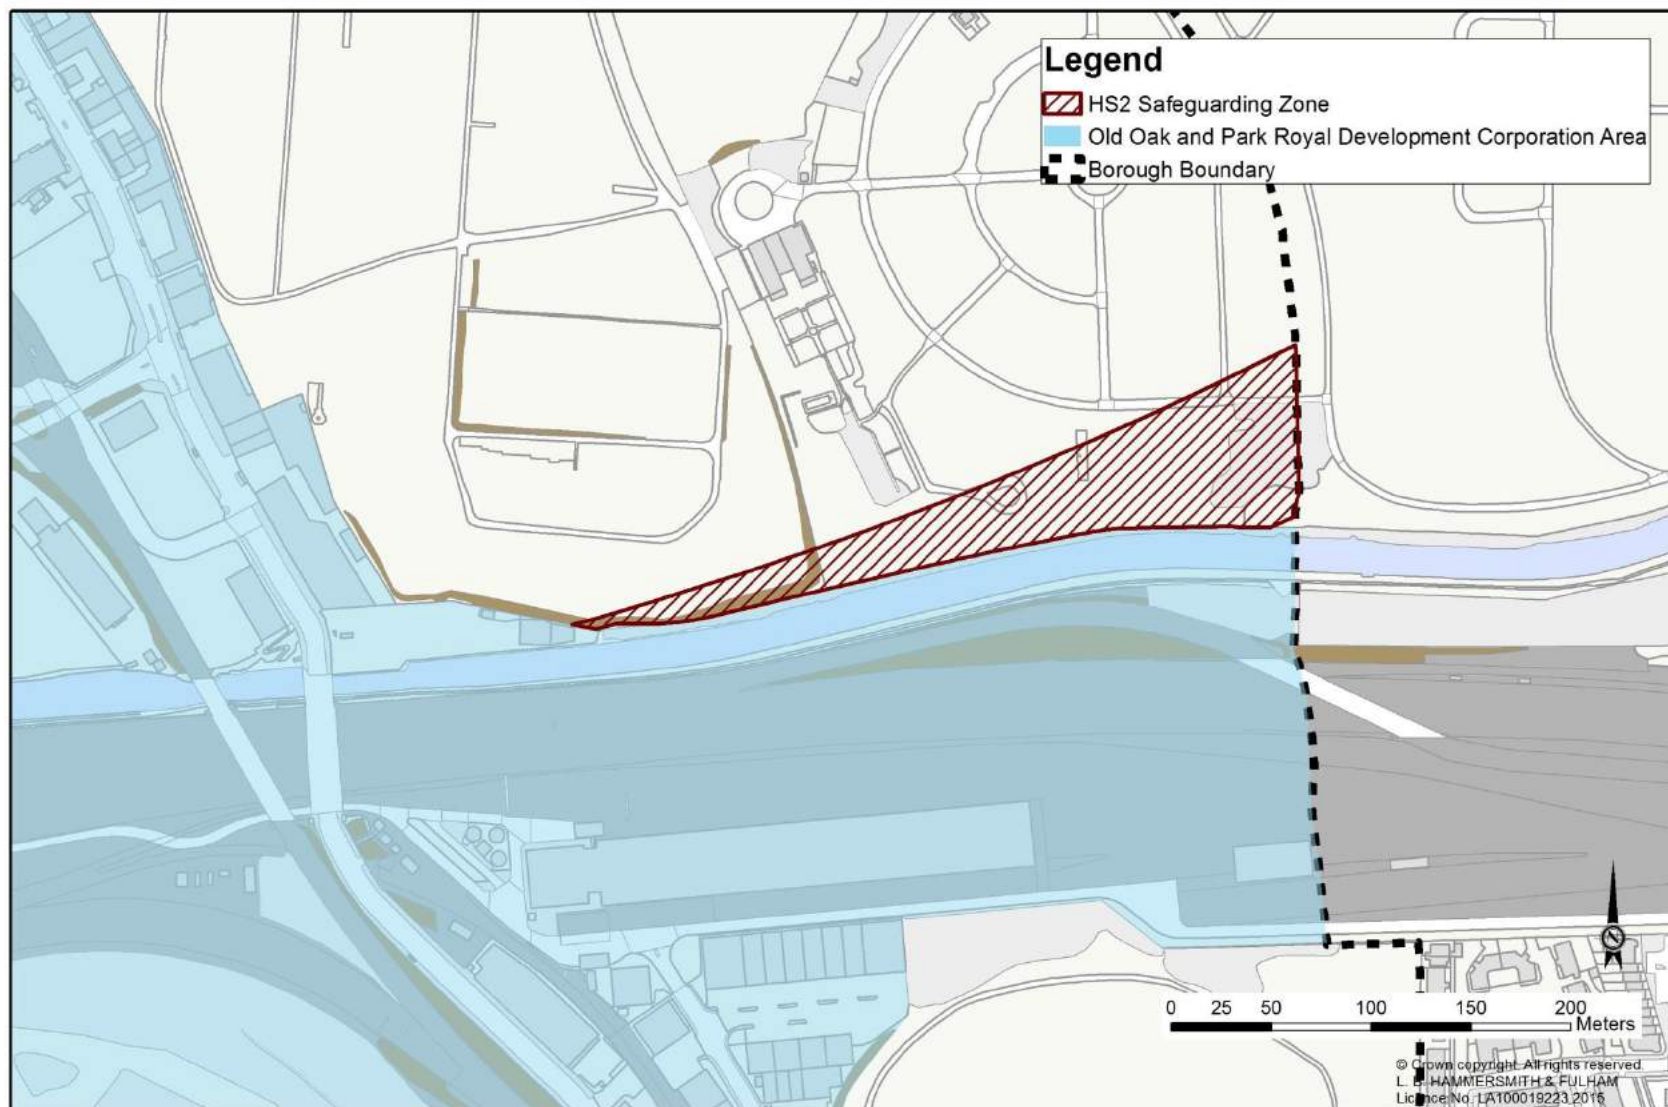 Legend
HS2 Safeguarding Zone
Old Oak and Park Royal Development Corporation Area
Borough Boundary
0 25 50 100 150 200
Meters
© Crown copyright. All rights reserved.
L. B. HAMMERSMITH & FULHAM
Licence No. LA100019223 2015